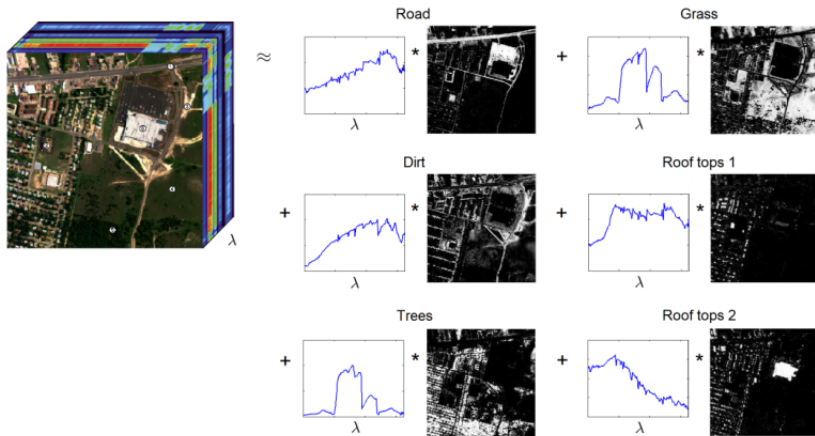 Road
Grass
≈
*
+
*
λ
λ
Dirt
Roof tops 1
+
*
+
*
λ
λ
λ
Trees
Roof tops 2
+
*
+
*
λ
λ